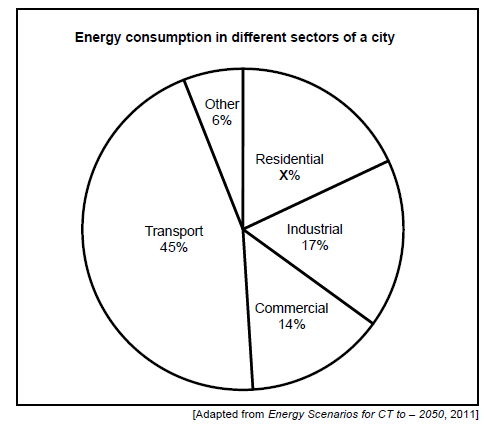 Energy consumption in different sectors of a city
Other
6%
Residential
X%
Industrial
17%
Transport
45%
Commercial
14%
[Adapted from Energy Scenarios for CT to – 2050, 2011]